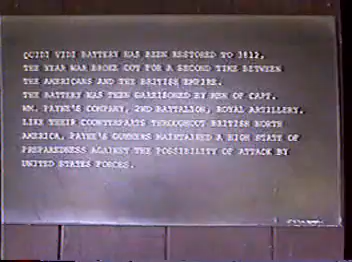 QUIDI VIDI BATTERY HAS BEEN RESTORED TO 1812,
THE YEAR WAR BROKE OUT FOR A SECOND TIME BETWEEN
THE AMERICANS AND THE BRITISH EMPIRE.
THE BATTERY WAS THEN GARRISONED BY MEN OF CAPT.
WM. PAYNE'S COMPANY, 2ND BATTALION, ROYAL ARTILLERY.
LIKE THEIR COUNTERPARTS THROUGHOUT BRITISH NORTH
AMERICA, PAYNE'S GUNNERS MAINTAINED A HIGH STATE OF
PREPAREDNESS AGAINST THE POSSIBILITY OF ATTACK BY
UNITED STATES FORCES.